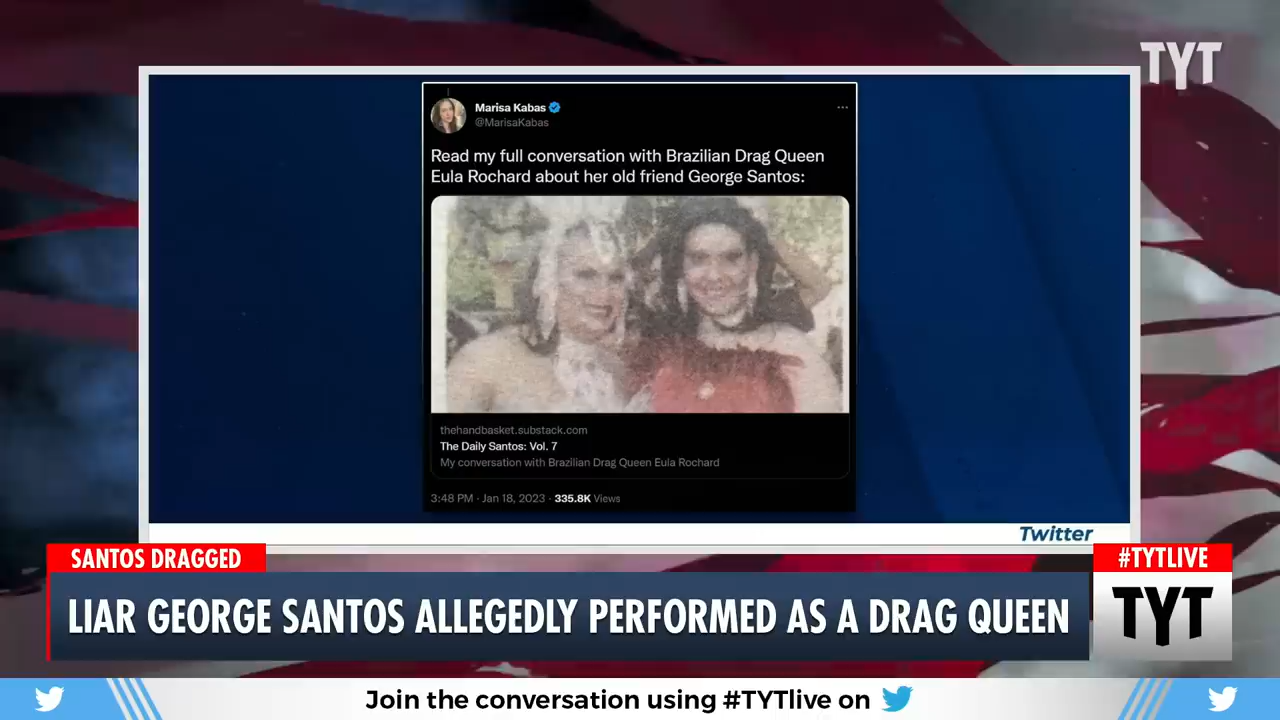 TYT
Marisa Kabas
@MarisaKabas
Read my full conversation with Brazilian Drag Queen
Eula Rochard about her old friend George Santos:
thehandbasket.substack.com
The Daily Santos: Vol. 7
My conversation with Brazilian Drag Queen Eula Rochard
3:48 PM · Jan 18, 2023 · 335.8K Views
Twitter
SANTOS DRAGGED
#TYTLIVE
LIAR GEORGE SANTOS ALLEGEDLY PERFORMED AS A DRAG QUEEN
TYT
Join the conversation using #TYTlive on